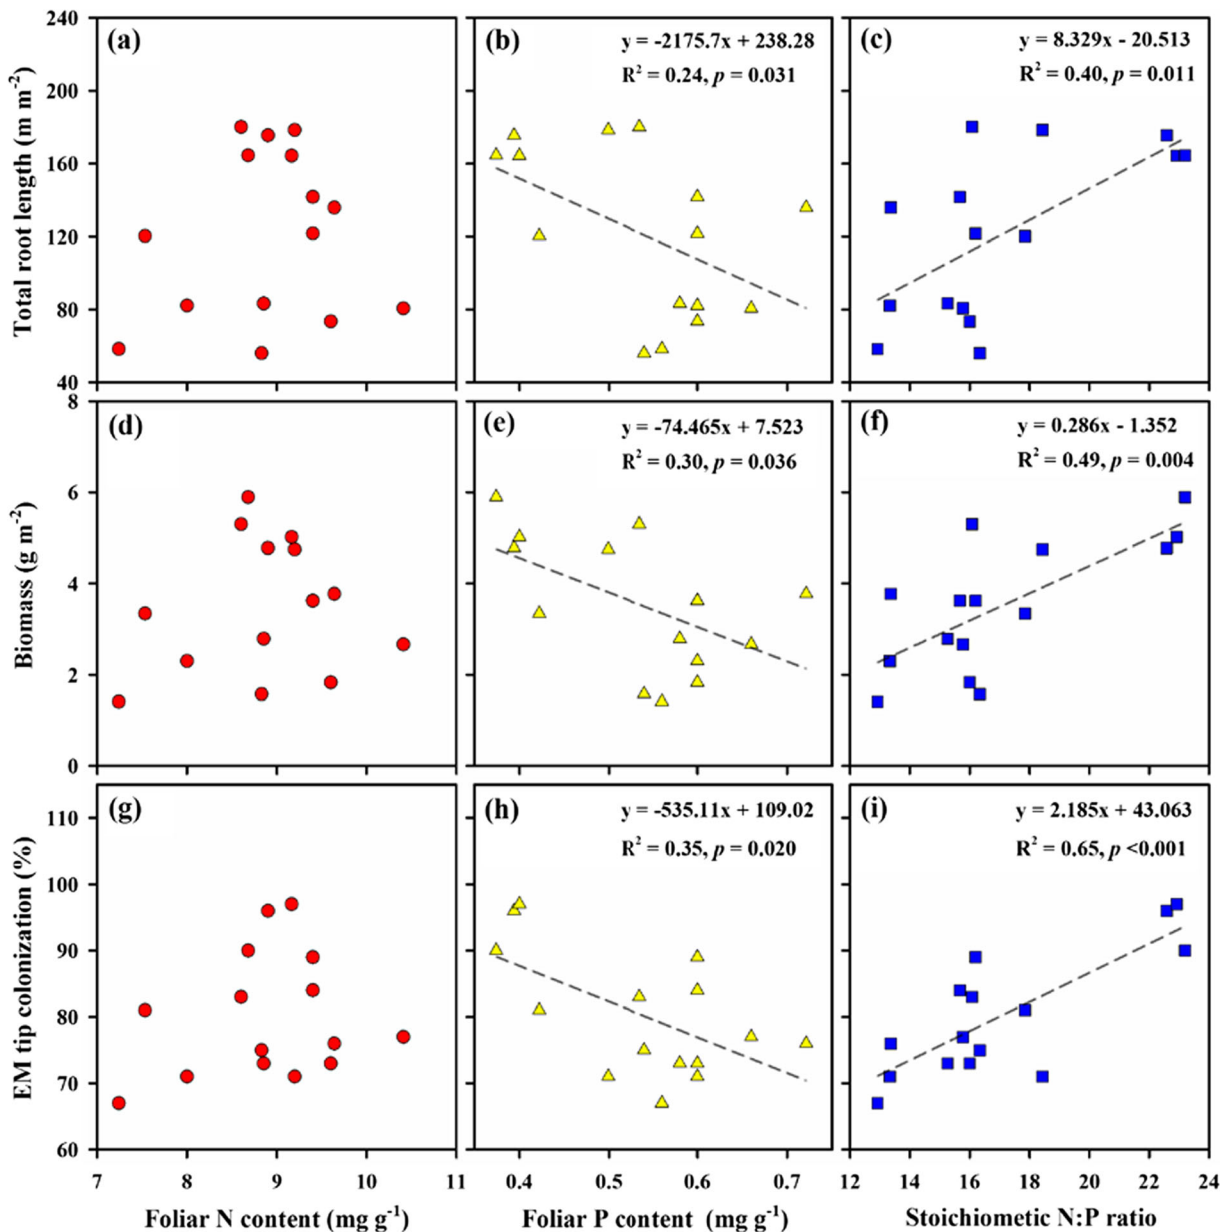 (a)
(b)
y = -2175.7x + 238.28
R² = 0.24, p = 0.031
(c)
y = 8.329x - 20.513
R² = 0.40, p = 0.011
Total root length (m m⁻²)
240
200
160
120
80
40
(d)
(e)
y = -74.465x + 7.523
R² = 0.30, p = 0.036
(f)
y = 0.286x - 1.352
R² = 0.49, p = 0.004
Biomass (g m⁻²)
8
6
4
2
0
(g)
(h)
y = -535.11x + 109.02
R² = 0.35, p = 0.020
(i)
y = 2.185x + 43.063
R² = 0.65, p <0.001
EM tip colonization (%)
110
100
90
80
70
60
7 8 9 10 11
0.4 0.5 0.6 0.7
12 14 16 18 20 22 24
Foliar N content (mg g⁻¹)
Foliar P content (mg g⁻¹)
Stoichiometic N:P ratio